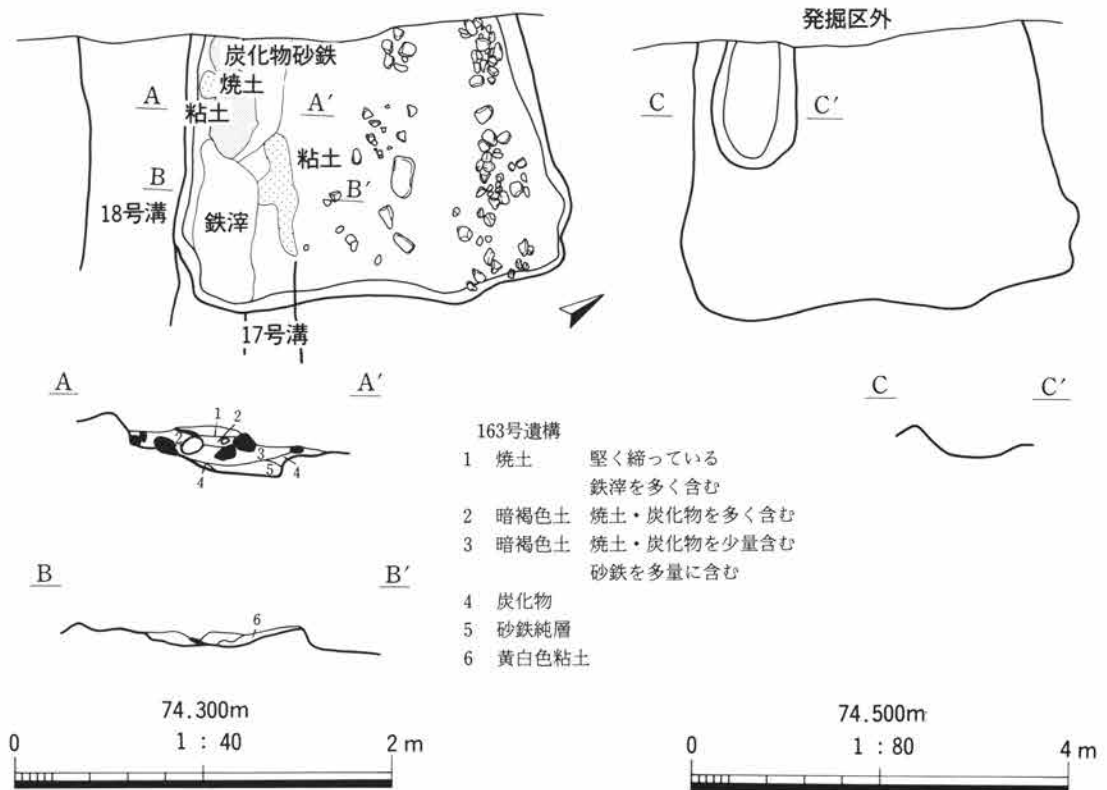 発掘区外
炭化物砂鉄
焼土
A 粘土 A′
C C′
粘土
B B′
18号溝
鉄滓
17号溝
A A′
1 2
2 3
4 5 4
C C′
163号遺構
1 焼土 堅く締っている
鉄滓を多く含む
2 暗褐色土 焼土・炭化物を多く含む
3 暗褐色土 焼土・炭化物を少量含む
砂鉄を多量に含む
4 炭化物
5 砂鉄純層
6 黄白色粘土
B B′
6
74.300m
0 1 : 40 2 m
74.500m
0 1 : 80 4 m